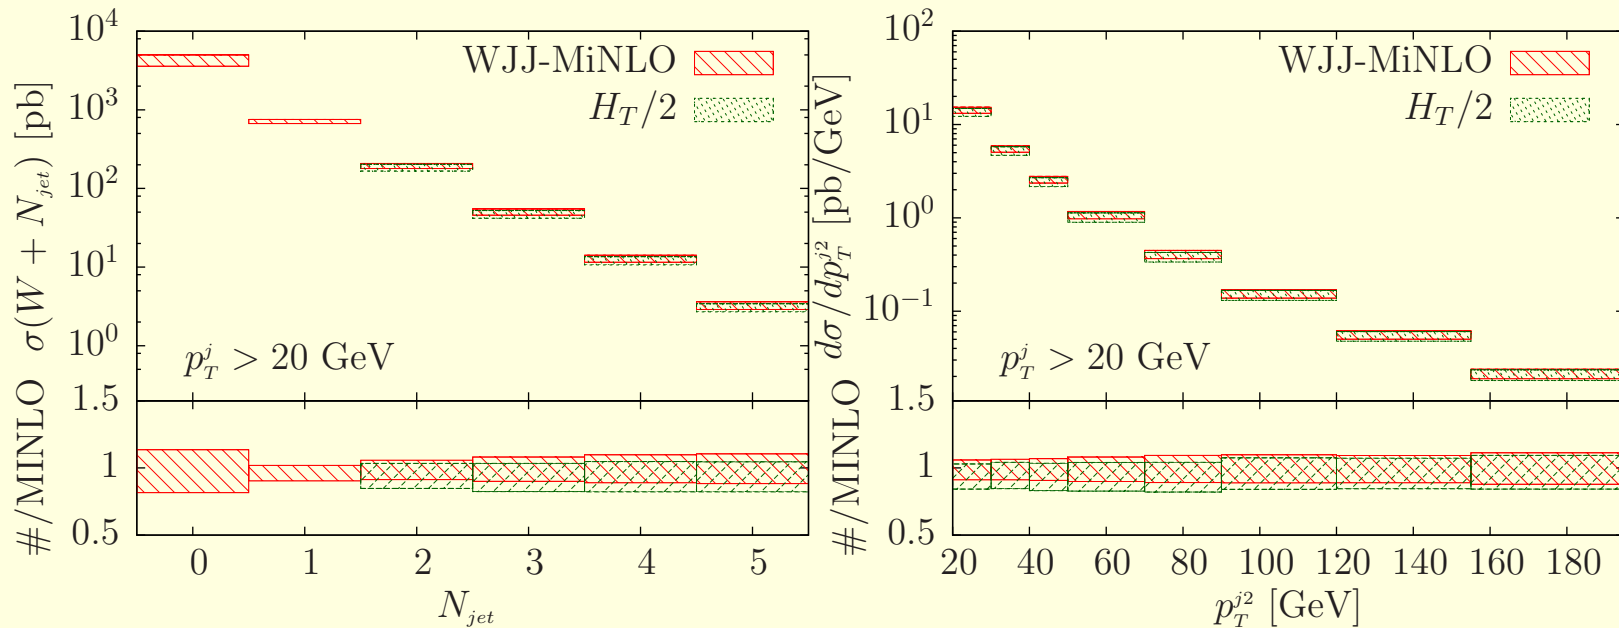 σ(W + N_jet) [pb]
10^4
10^3
10^2
10^1
10^0
WJJ-MiNLO
H_T/2
p_T^j > 20 GeV
#/MINLO
1.5
1
0.5
0 1 2 3 4 5
N_jet
dσ/dp_T^{j2} [pb/GeV]
10^2
10^1
10^0
10^{-1}
WJJ-MiNLO
H_T/2
p_T^j > 20 GeV
#/MINLO
1.5
1
0.5
20 40 60 80 100 120 140 160 180
p_T^{j2} [GeV]